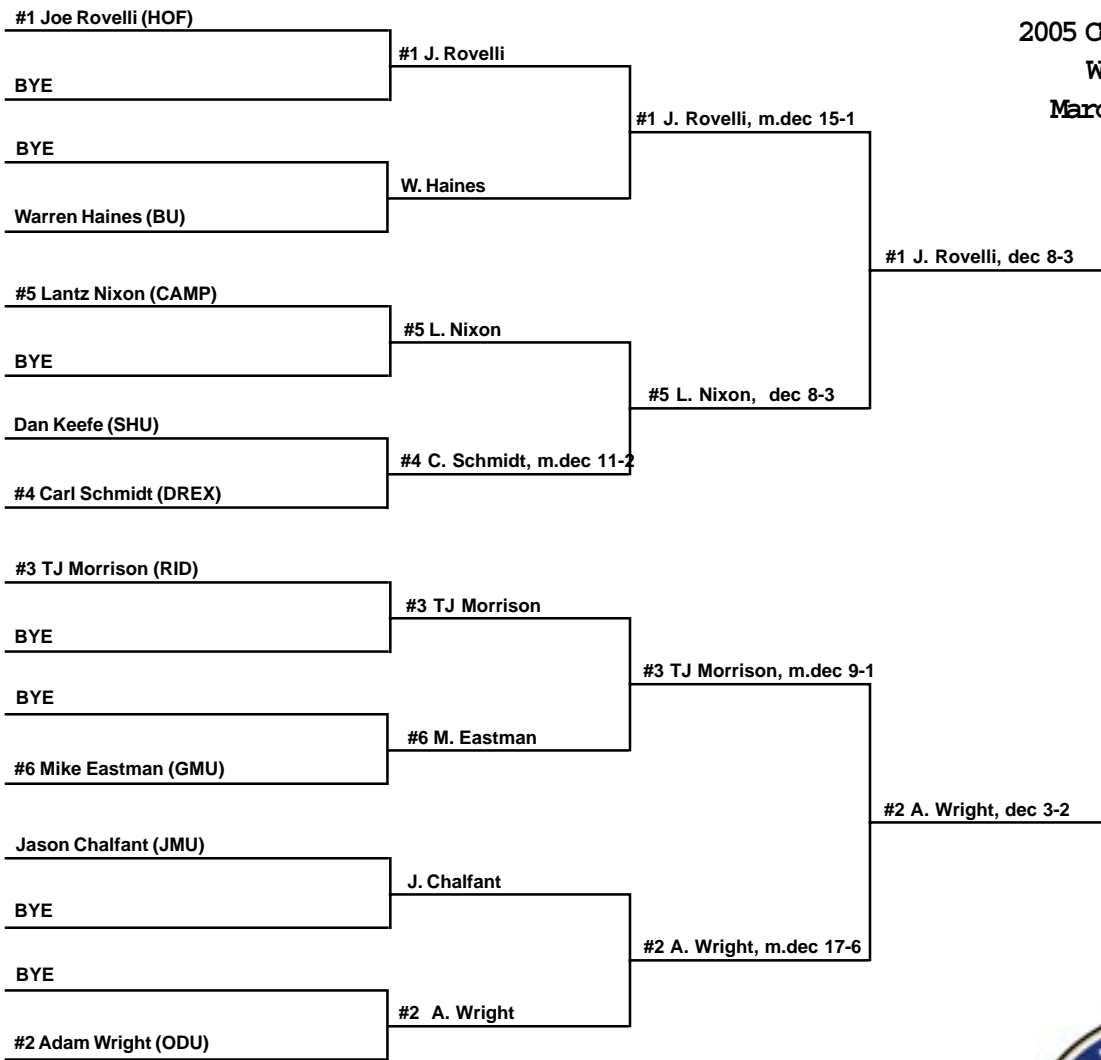 #1 Joe Rovelli (HOF)
2005
#1 J. Rovelli
BYE
#1 J. Rovelli, m.dec 15-1
BYE
W. Haines
Warren Haines (BU)
#1 J. Rovelli, dec 8-3
#5 Lantz Nixon (CAMP)
#5 L. Nixon
BYE
#5 L. Nixon, dec 8-3
Dan Keefe (SHU)
#4 C. Schmidt, m.dec 11-2
#4 Carl Schmidt (DREX)
#3 TJ Morrison (RID)
#3 TJ Morrison
BYE
#3 TJ Morrison, m.dec 9-1
BYE
#6 M. Eastman
#6 Mike Eastman (GMU)
#2 A. Wright, dec 3-2
Jason Chalfant (JMU)
J. Chalfant
BYE
#2 A. Wright, m.dec 17-6
BYE
#2 A. Wright
#2 Adam Wright (ODU)